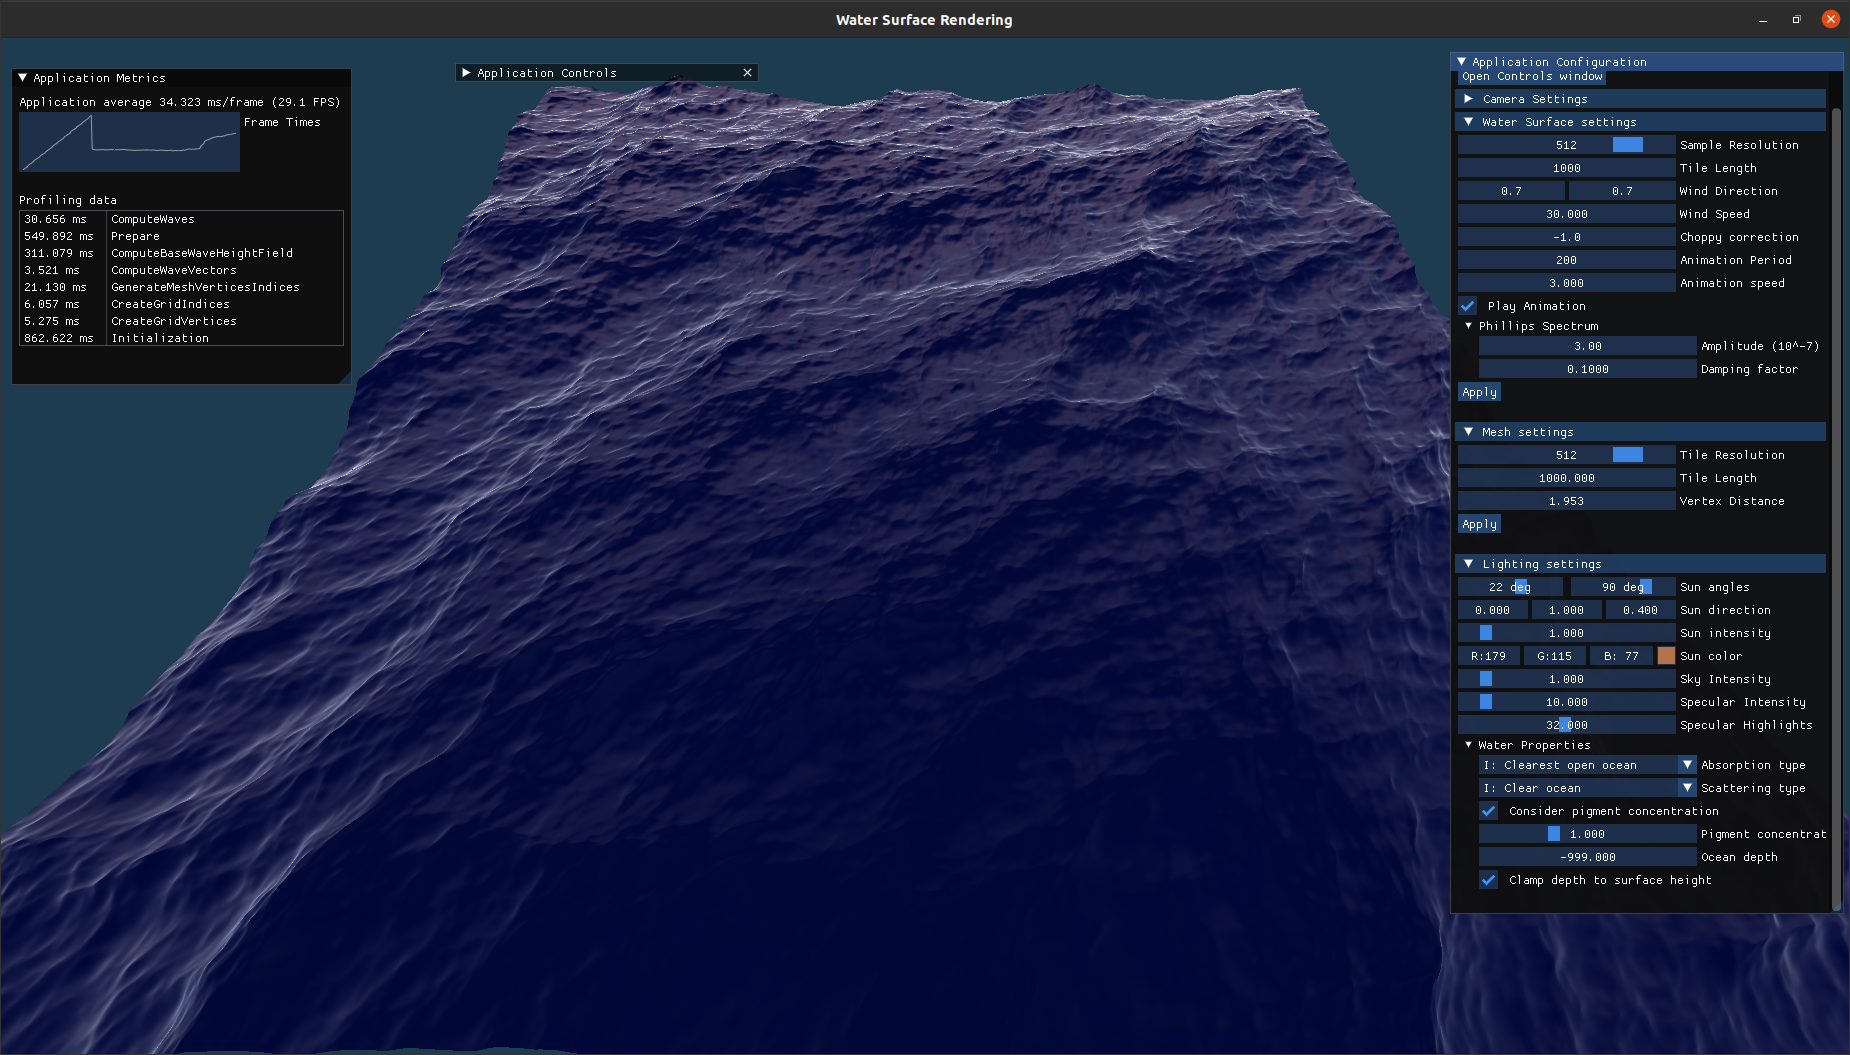 Water Surface Rendering
Application Metrics
Application average 34.323 ms/frame (29.1 FPS)
Frame Times
Profiling data
30.656 ms ComputeWaves
549.892 ms Prepare
311.079 ms ComputeBaseWaveHeightField
3.521 ms ComputeWaveVectors
21.130 ms GenerateMeshVerticesIndices
6.057 ms CreateGridIndices
5.275 ms CreateGridVertices
862.622 ms Initialization
Application Controls
Application Configuration
Open Controls window
Camera Settings
Water Surface settings
512 Sample Resolution
1000 Tile Length
0.7 0.7 Wind Direction
30.000 Wind Speed
-1.0 Choppy correction
200 Animation Period
3.000 Animation speed
Play Animation
Phillips Spectrum
3.00 Amplitude (10^-7)
0.1000 Damping factor
Apply
Mesh settings
512 Tile Resolution
1000.000 Tile Length
1.953 Vertex Distance
Apply
Lighting settings
22 deg 90 deg Sun angles
0.000 1.000 0.400 Sun direction
1.000 Sun intensity
R:179 G:115 B: 77 Sun color
1.000 Sky Intensity
10.000 Specular Intensity
32.000 Specular Highlights
Water Properties
I: Clearest open ocean Absorption type
I: Clear ocean Scattering type
Consider pigment concentration
1.000 Pigment concentrat
-999.000 Ocean depth
Clamp depth to surface height